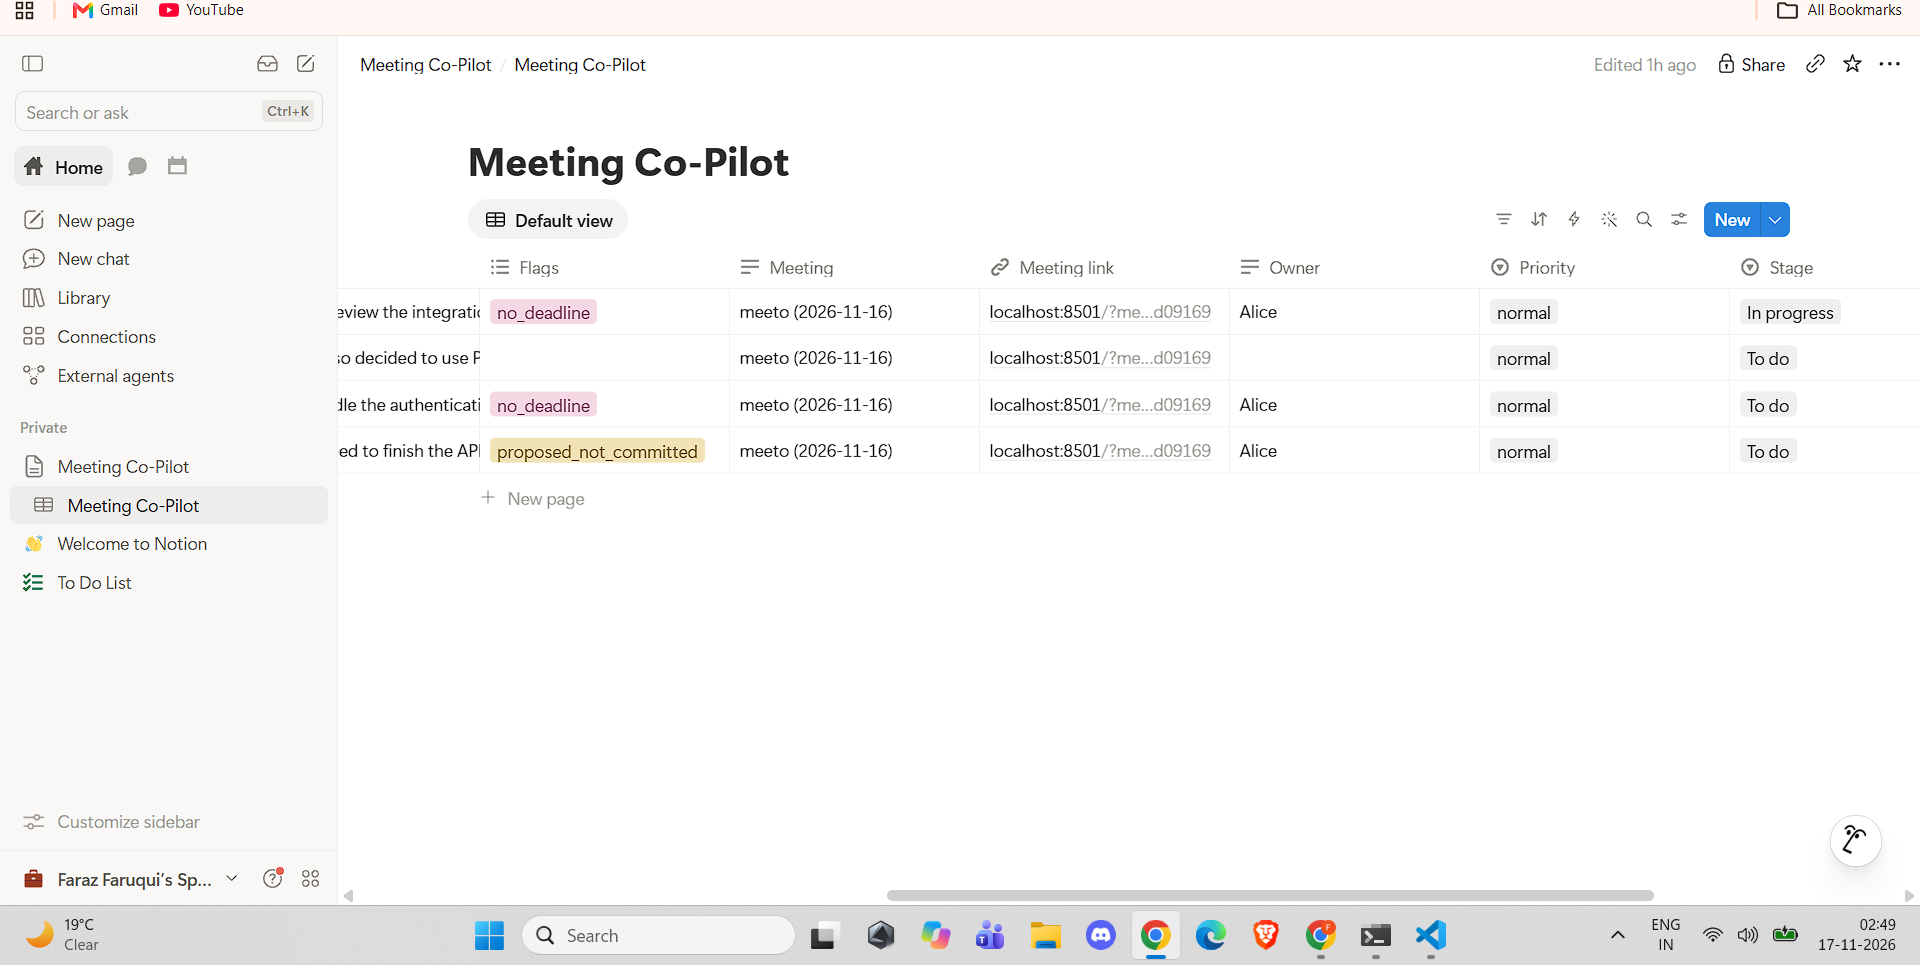 Gmail
YouTube
All Bookmarks
Meeting Co-Pilot / Meeting Co-Pilot
Edited 1h ago
Share
Search or ask
Ctrl+K
Home
New page
New chat
Library
Connections
External agents
Private
Meeting Co-Pilot
Meeting Co-Pilot
Welcome to Notion
To Do List
Customize sidebar
Faraz Faruqui's Sp...
Meeting Co-Pilot
Default view
New
Flags Meeting Meeting link Owner Priority Stage
eview the integratic no_deadline meeto (2026-11-16) localhost:8501/?me...d09169 Alice normal In progress
so decided to use P meeto (2026-11-16) localhost:8501/?me...d09169 normal To do
dle the authenticati no_deadline meeto (2026-11-16) localhost:8501/?me...d09169 Alice normal To do
ed to finish the API proposed_not_committed meeto (2026-11-16) localhost:8501/?me...d09169 Alice normal To do
New page
19°C
Clear
Search
ENG
IN
02:49
17-11-2026